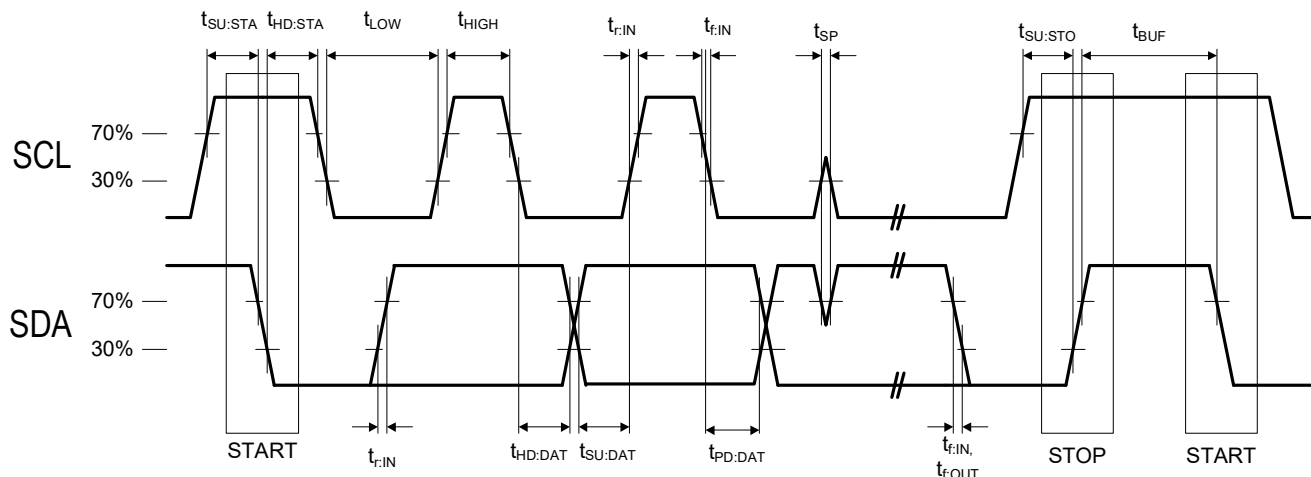 tSU:STA tHD:STA tLOW tHIGH tr:IN tf:IN tSP tSU:STO tBUF
70%
SCL
30%
70%
SDA
30%
START tr:IN tHD:DAT tSU:DAT tPD:DAT tf:IN, STOP START
tf:OUT